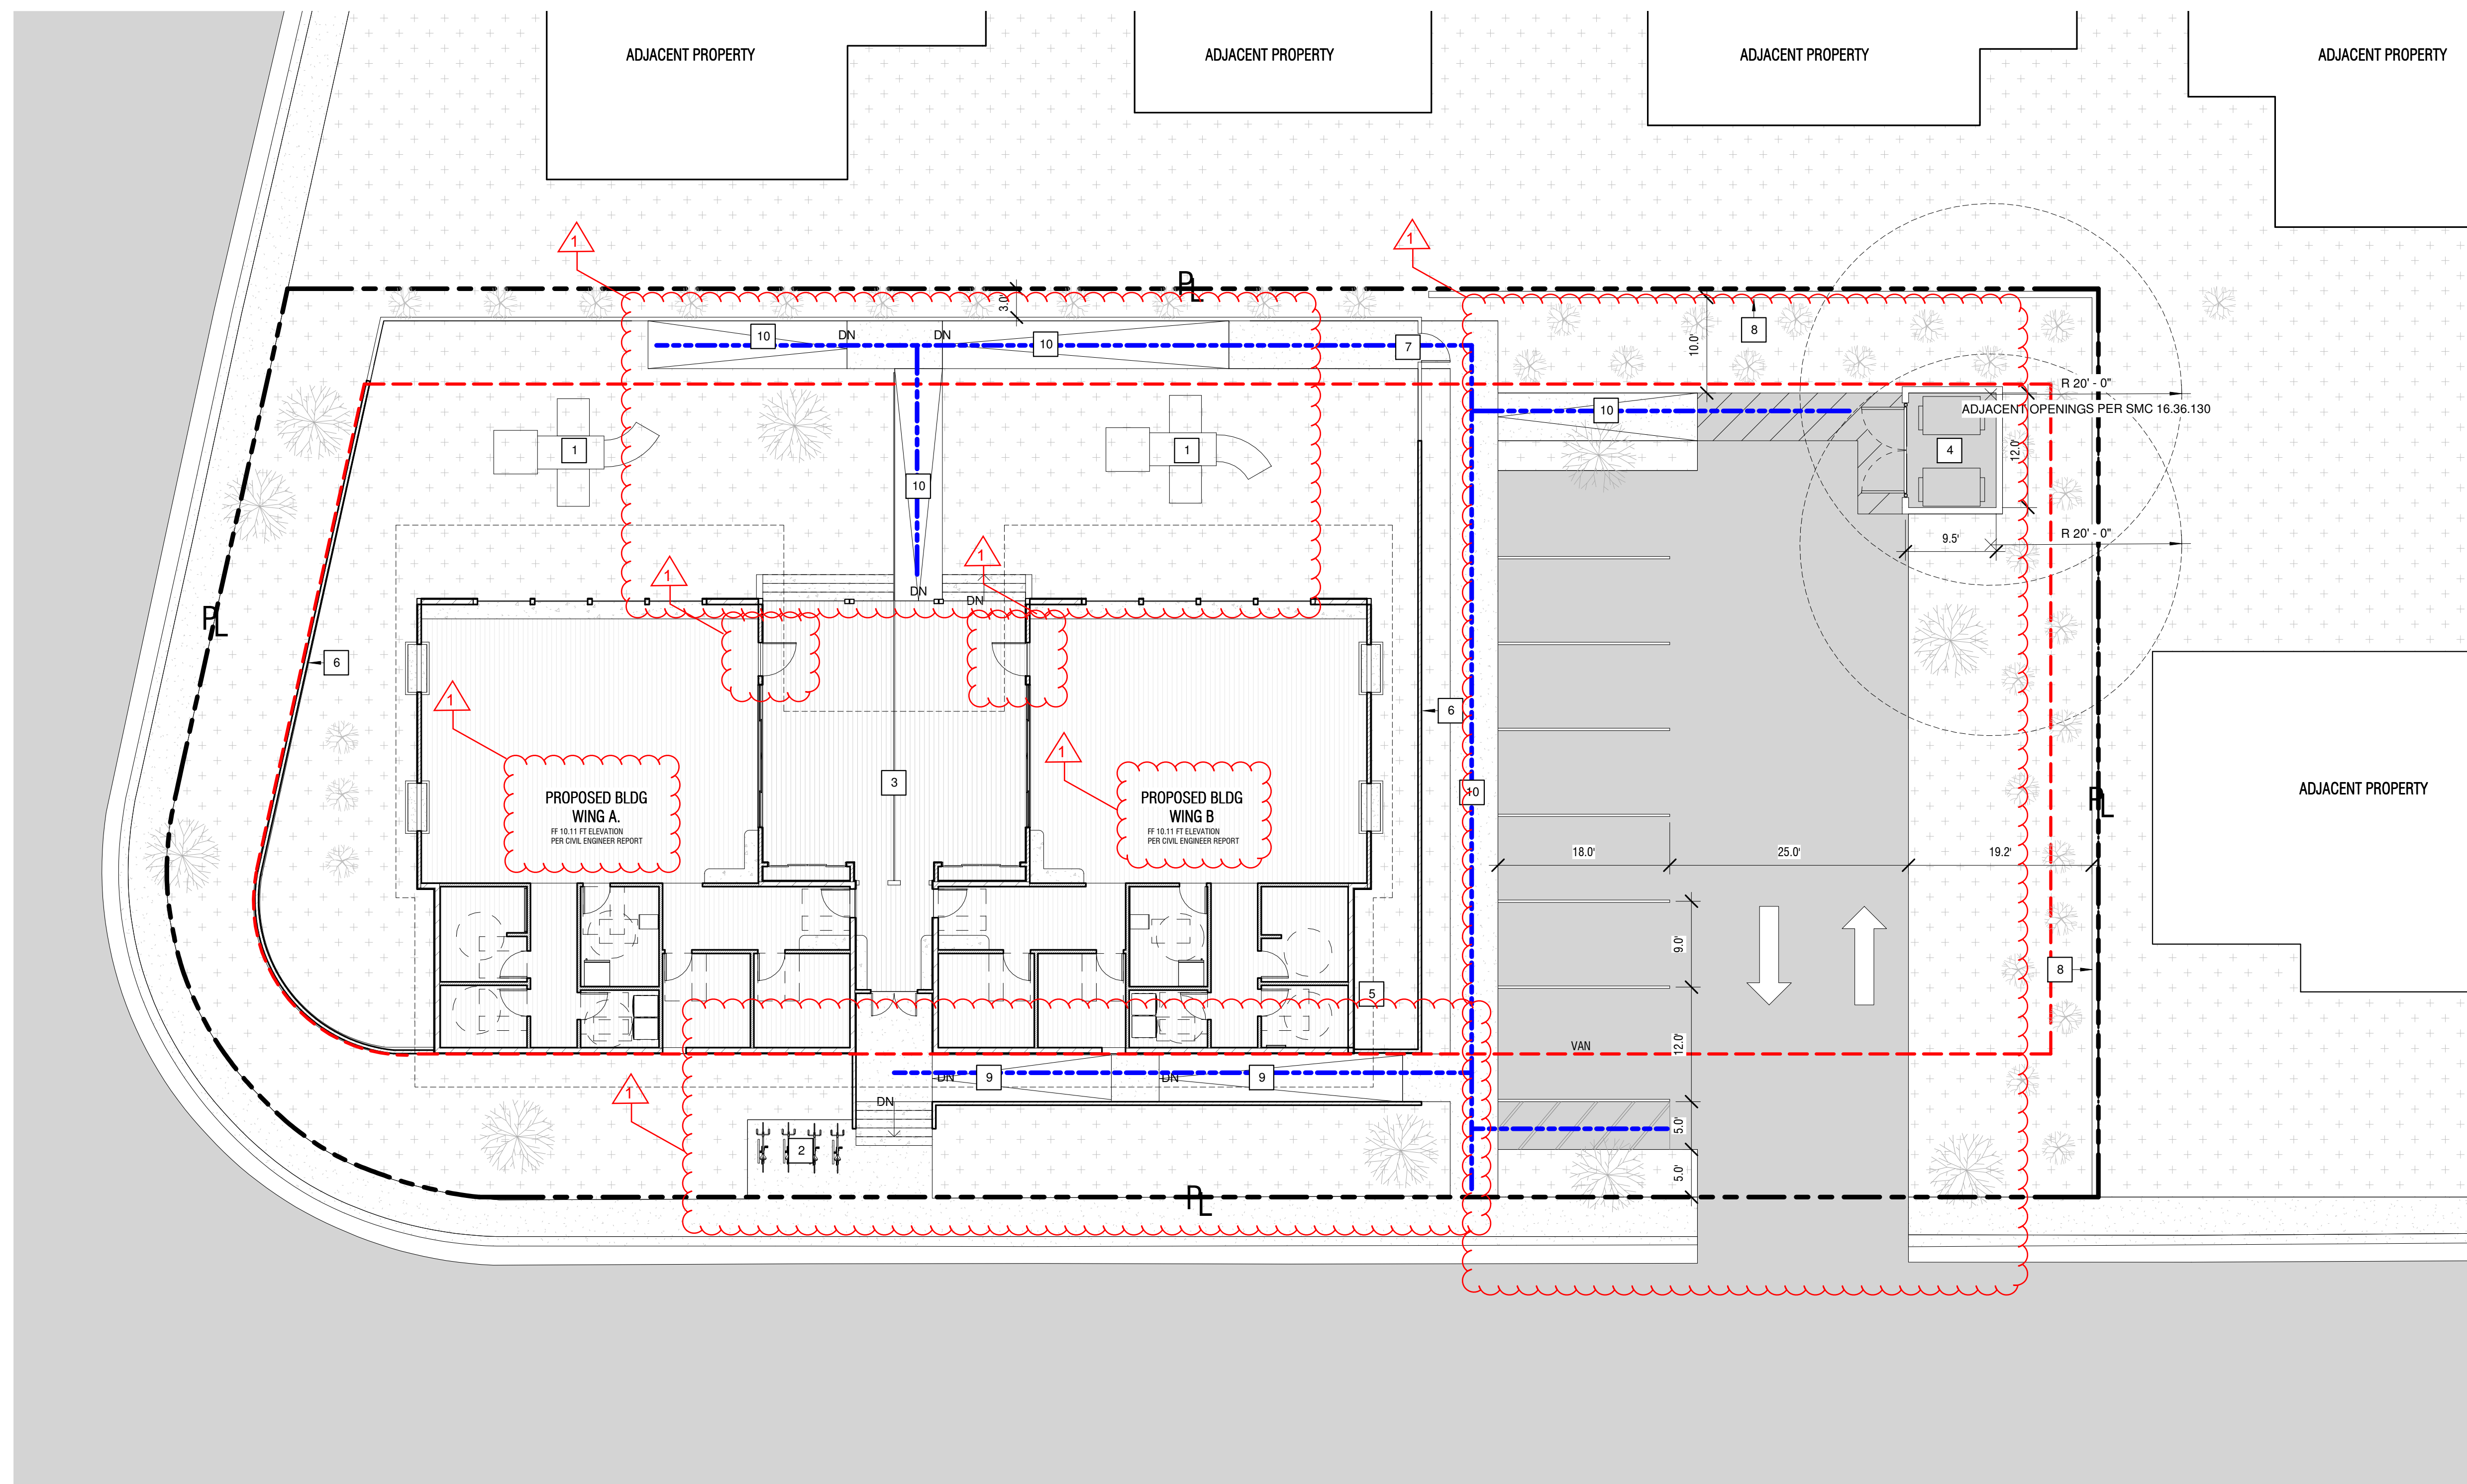 ADJACENT PROPERTY
ADJACENT PROPERTY
ADJACENT PROPERTY
ADJACENT PROPERTY
1
1
PL
3.0'
10
DN
DN
10
7
8
10.0'
R 20' - 0"
ADJACENT OPENINGS PER SMC 16.36.130
10
1
1
4
12.0'
10
R 20' - 0"
9.5'
1
1
DN
DN
PL
6
6
1
1
3
10
PROPOSED BLDG
WING A.
FF 10.11 FT ELEVATION
PER CIVIL ENGINEER REPORT
PROPOSED BLDG
WING B
FF 10.11 FT ELEVATION
PER CIVIL ENGINEER REPORT
ADJACENT PROPERTY
PL
18.0'
25.0'
19.2'
9.0'
8
5
VAN
12.0'
1
DN
9
DN
9
DN
2
5.0'
5.0'
PL